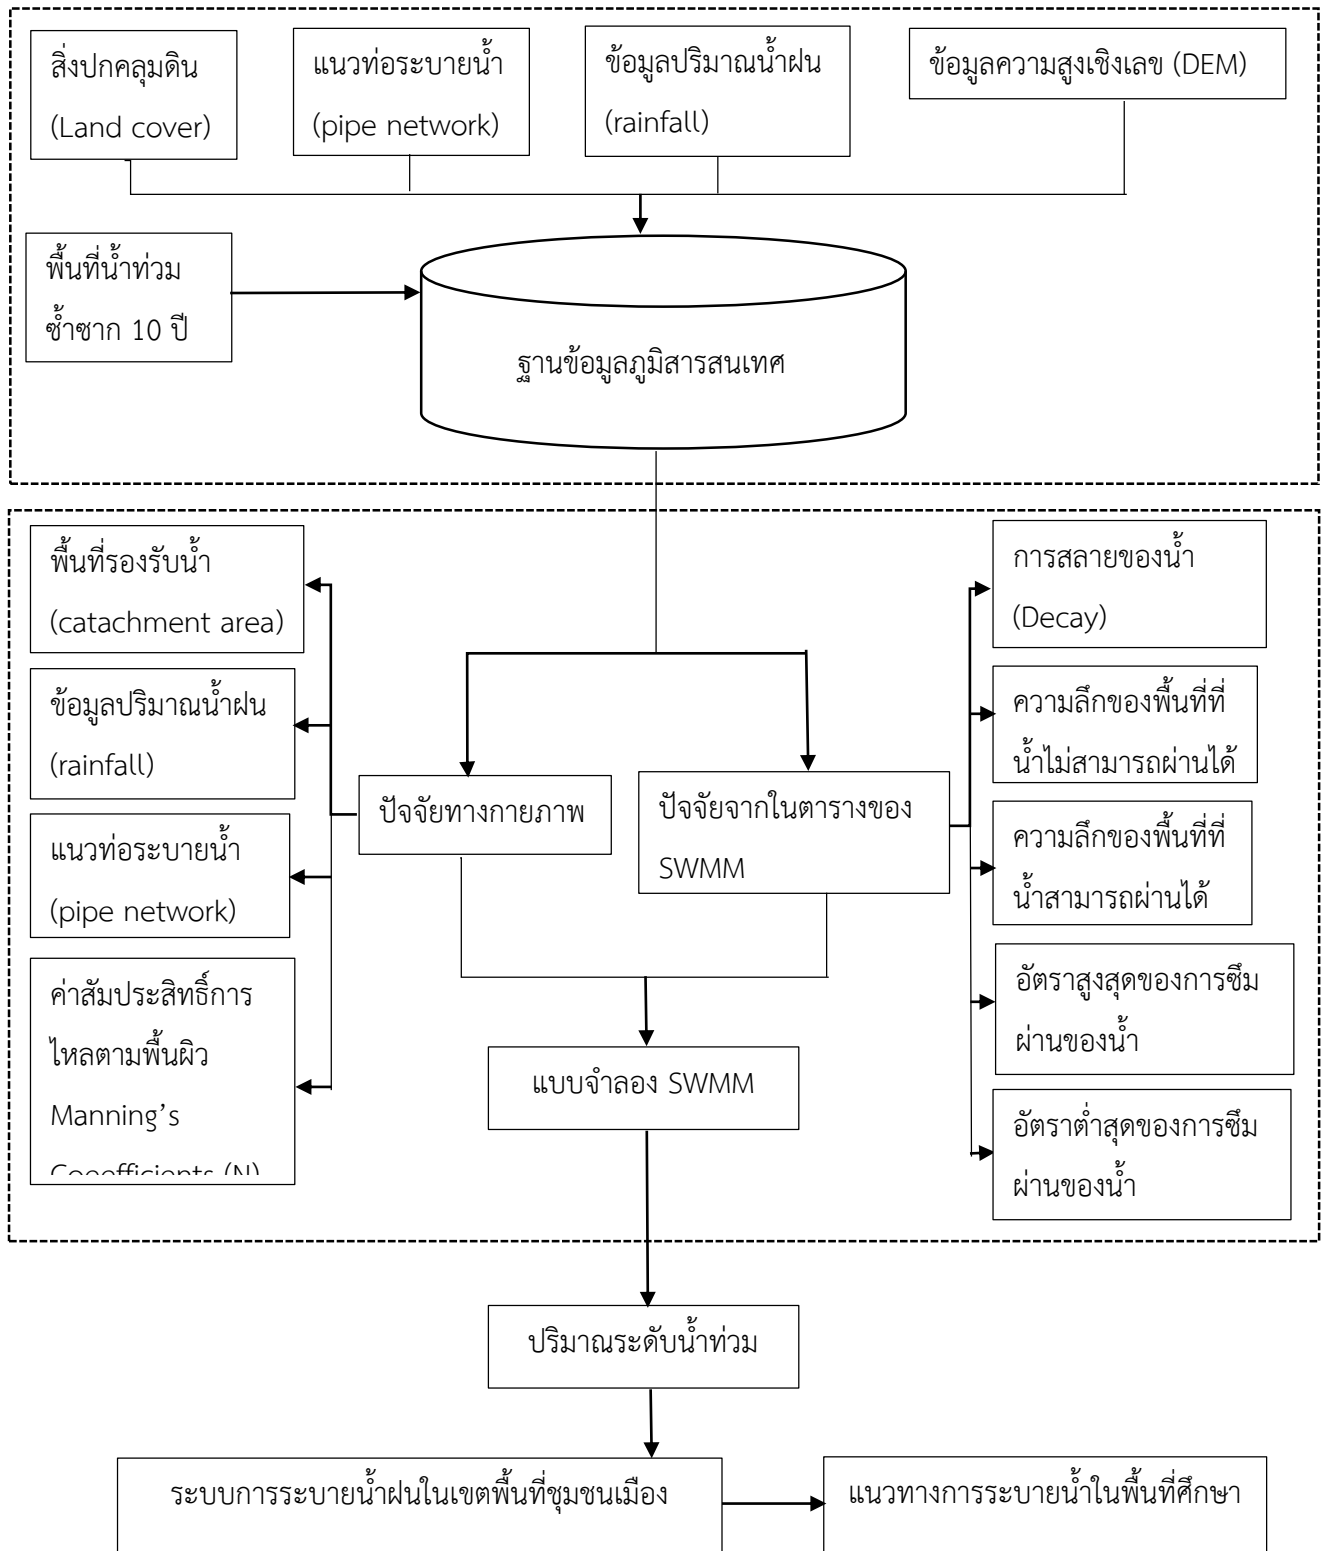 สิ่งปกคลุมดิน
(Land cover)
แนวท่อระบายน้ำ
(pipe network)
ข้อมูลปริมาณน้ำฝน
(rainfall)
ข้อมูลความสูงเชิงเลข (DEM)
พื้นที่น้ำท่วม
ซ้ำซาก 10 ปี
ฐานข้อมูลภูมิสารสนเทศ
พื้นที่รองรับน้ำ
(catachment area)
ข้อมูลปริมาณน้ำฝน
(rainfall)
แนวท่อระบายน้ำ
(pipe network)
ค่าสัมประสิทธิ์การ
ไหลตามพื้นผิว
Manning’s
Cooefficients (N)
ปัจจัยทางกายภาพ
ปัจจัยจากในตารางของ
SWMM
การสลายของน้ำ
(Decay)
ความลึกของพื้นที่ที่
น้ำไม่สามารถผ่านได้
ความลึกของพื้นที่ที่
น้ำสามารถผ่านได้
อัตราสูงสุดของการซึม
ผ่านของน้ำ
อัตราต่ำสุดของการซึม
ผ่านของน้ำ
แบบจำลอง SWMM
ปริมาณระดับน้ำท่วม
ระบบการระบายน้ำฝนในเขตพื้นที่ชุมชนเมือง
แนวทางการระบายน้ำในพื้นที่ศึกษา